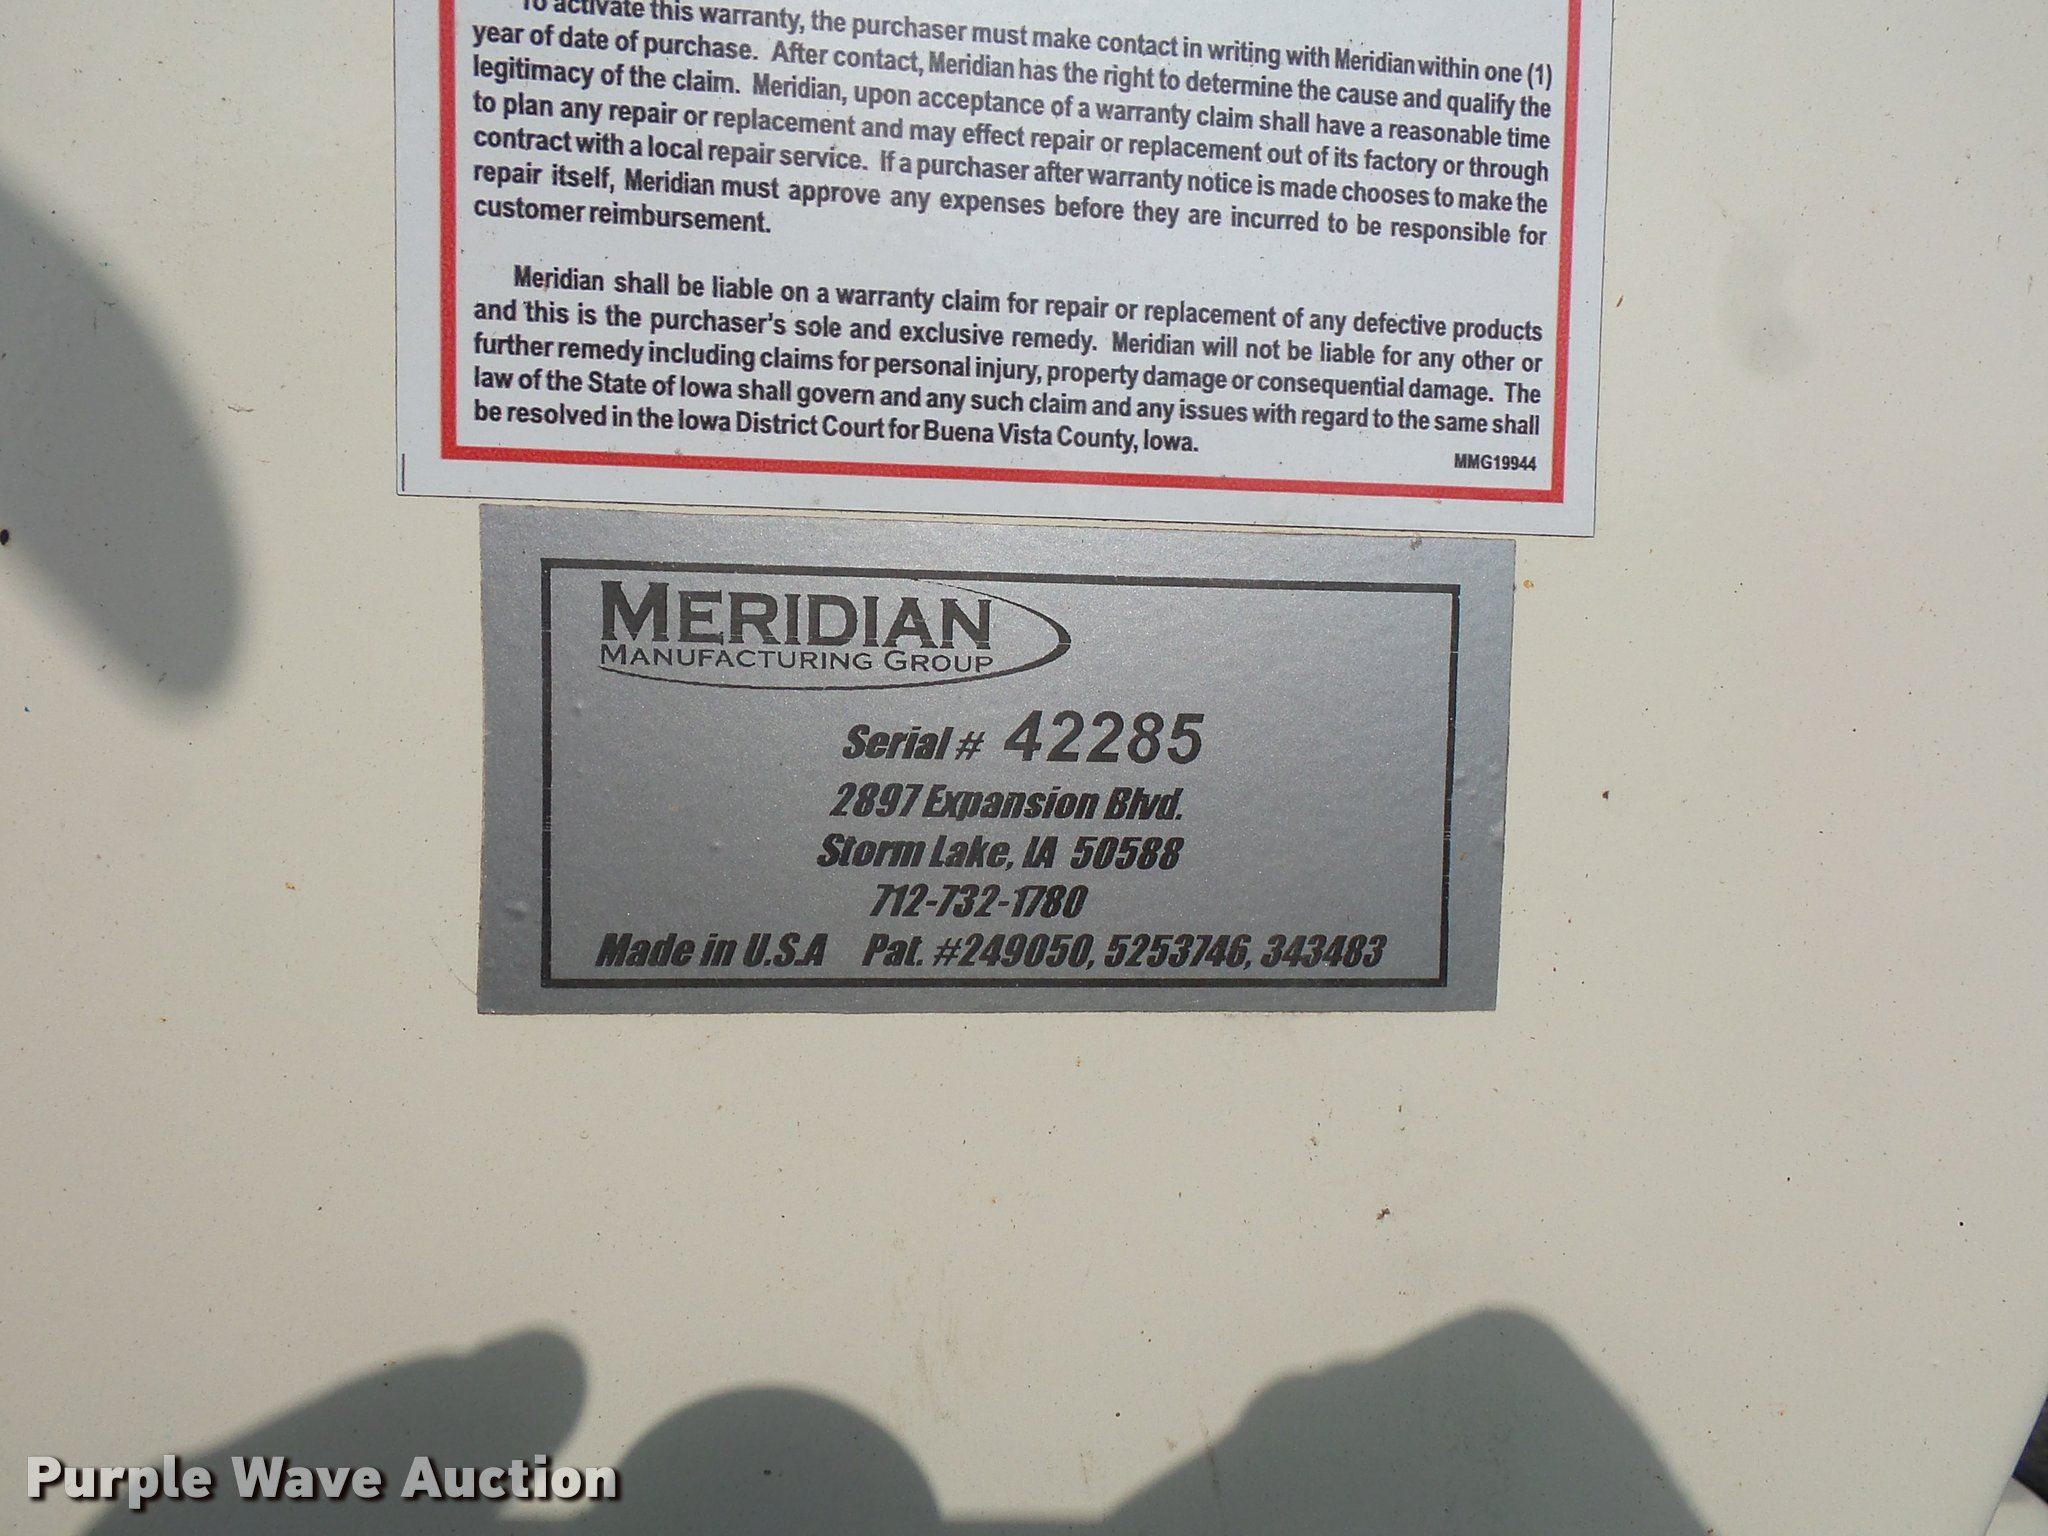 To activate this warranty, the purchaser must make contact in writing with Meridian within one (1)
year of date of purchase. After contact, Meridian has the right to determine the cause and qualify the
legitimacy of the claim. Meridian, upon acceptance of a warranty claim shall have a reasonable time
to plan any repair or replacement and may effect repair or replacement out of its factory or through
contract with a local repair service. If a purchaser after warranty notice is made chooses to make the
repair itself, Meridian must approve any expenses before they are incurred to be responsible for
customer reimbursement.
Meridian shall be liable on a warranty claim for repair or replacement of any defective products
and this is the purchaser's sole and exclusive remedy. Meridian will not be liable for any other or
further remedy including claims for personal injury, property damage or consequential damage. The
law of the State of Iowa shall govern and any such claim and any issues with regard to the same shall
be resolved in the Iowa District Court for Buena Vista County, Iowa.
MMG19944
MERIDIAN
MANUFACTURING GROUP
Serial # 42285
2897 Expansion Blvd.
Storm Lake, IA 50588
712-732-1780
Made in U.S.A Pat. #249050, 5253746, 343483
Purple Wave Auction